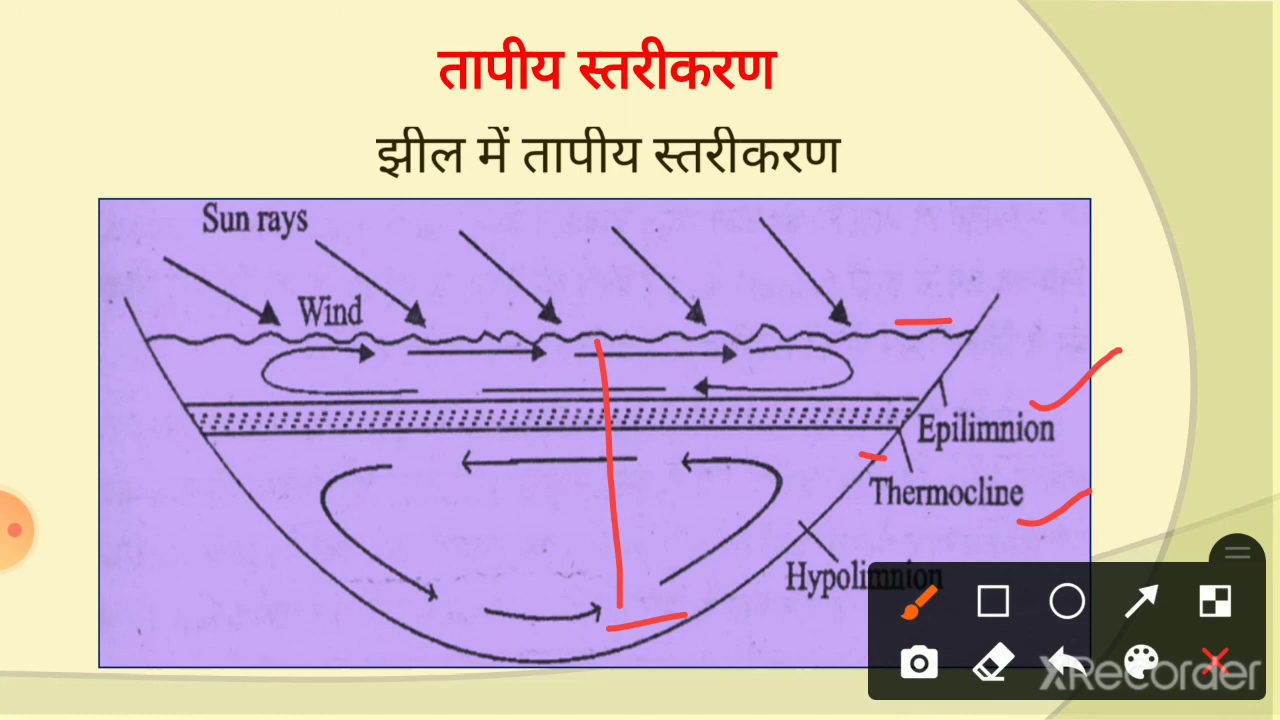 तापीय स्तरीकरण
झील में तापीय स्तरीकरण
Sun rays
Wind
Epilimnion
Thermocline
Hypolimnion
XRecorder